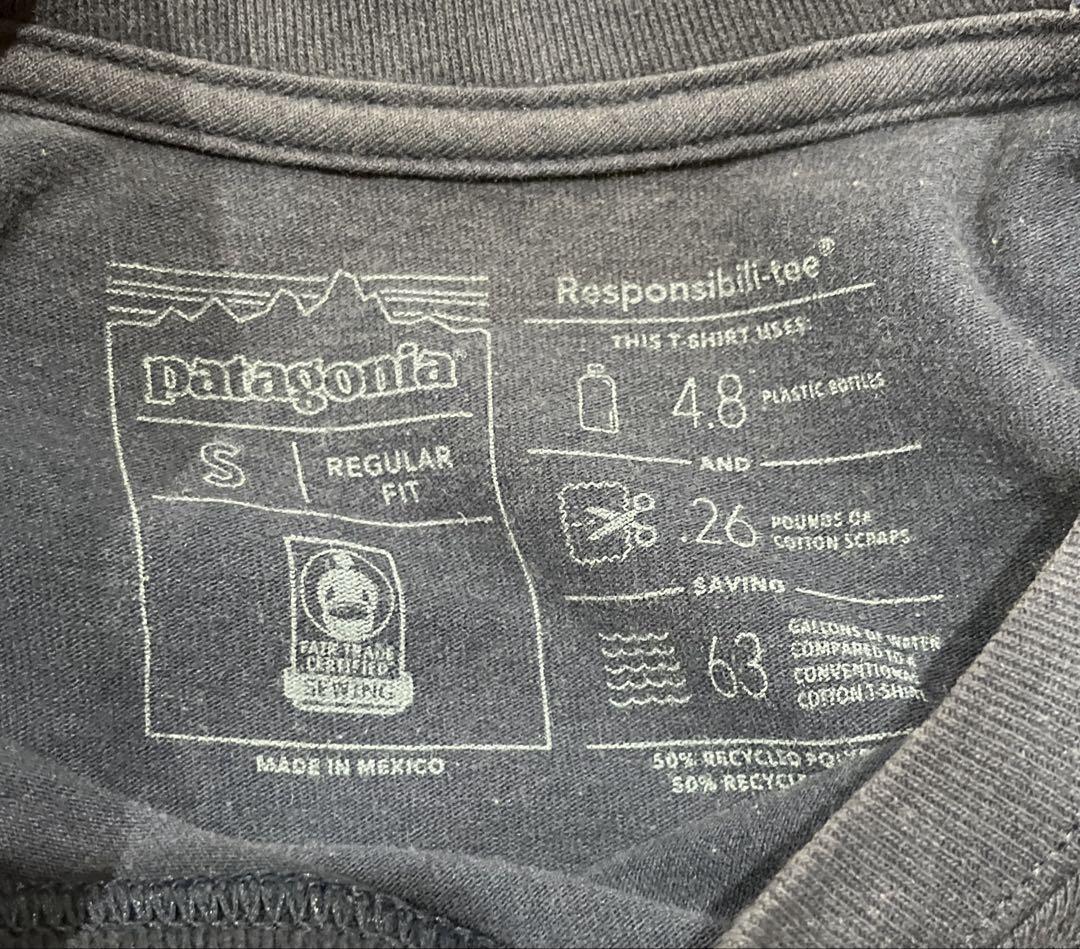 patagonia®
S | REGULAR
FIT
FAIR TRADE
CERTIFIED
SEWING
MADE IN MEXICO
Responsibili-tee®
THIS T-SHIRT USES:
4.8 PLASTIC BOTTLES
AND
.26 POUNDS OF
COTTON SCRAPS
SAVING
63 GALLONS OF WATER
COMPARED TO A
CONVENTIONAL
COTTON T-SHIRT
50% RECYCLED
50%